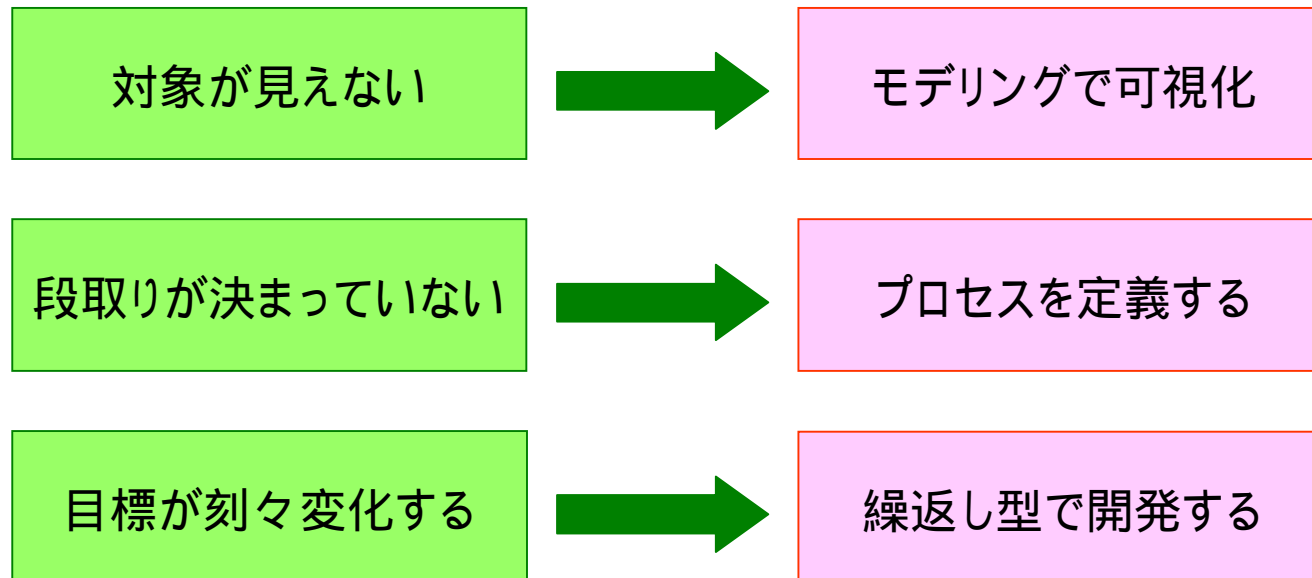 対象が見えない
モデリングで可視化
段取りが決まっていない
プロセスを定義する
目標が刻々変化する
繰返し型で開発する